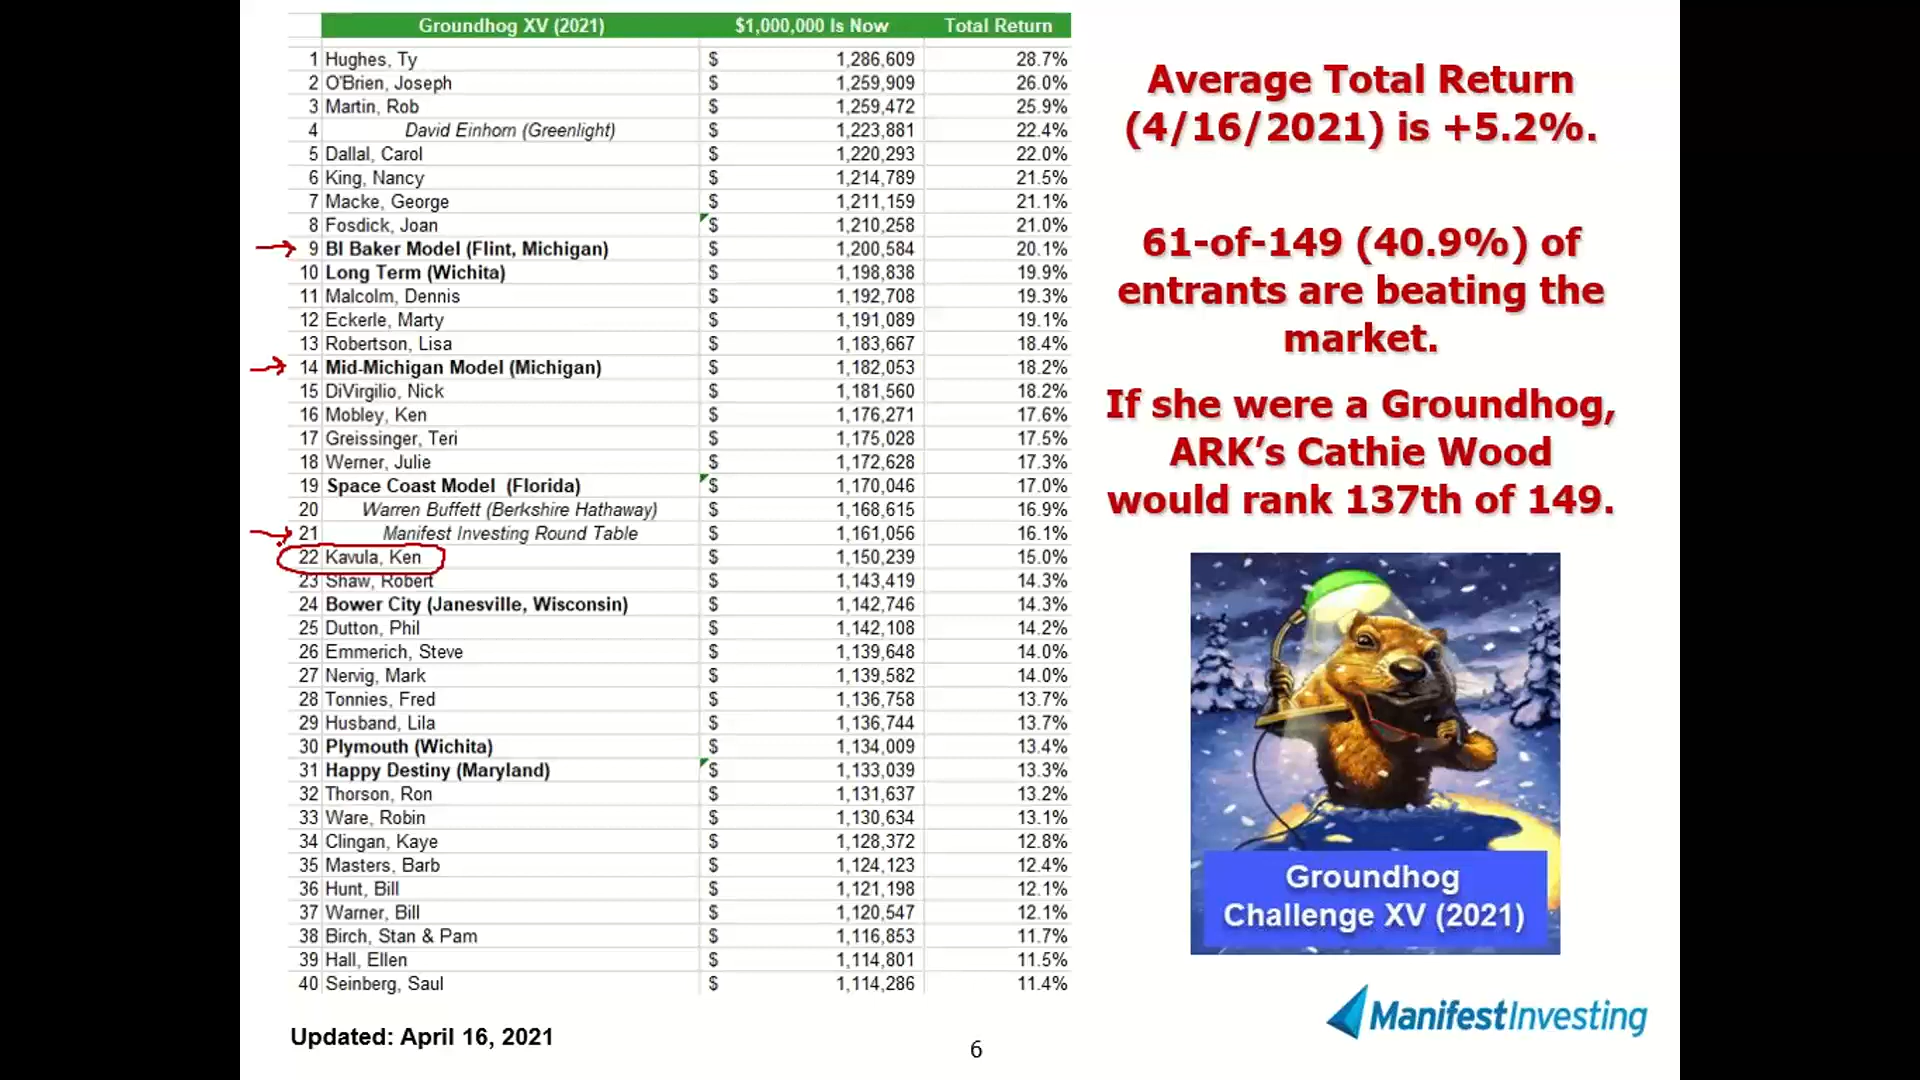 Groundhog XV (2021) $1,000,000 Is Now Total Return
1 Hughes, Ty $ 1,286,609 28.7%
2 O'Brien, Joseph $ 1,259,909 26.0%
3 Martin, Rob $ 1,259,472 25.9%
4 David Einhorn (Greenlight) $ 1,223,881 22.4%
5 Dallal, Carol $ 1,220,293 22.0%
6 King, Nancy $ 1,214,789 21.5%
7 Macke, George $ 1,211,159 21.1%
8 Fosdick, Joan $ 1,210,258 21.0%
9 BI Baker Model (Flint, Michigan) $ 1,200,584 20.1%
10 Long Term (Wichita) $ 1,198,838 19.9%
11 Malcolm, Dennis $ 1,192,708 19.3%
12 Eckerle, Marty $ 1,191,089 19.1%
13 Robertson, Lisa $ 1,183,667 18.4%
14 Mid-Michigan Model (Michigan) $ 1,182,053 18.2%
15 DiVirgilio, Nick $ 1,181,560 18.2%
16 Mobley, Ken $ 1,176,271 17.6%
17 Greissinger, Teri $ 1,175,028 17.5%
18 Werner, Julie $ 1,172,628 17.3%
19 Space Coast Model (Florida) $ 1,170,046 17.0%
20 Warren Buffett (Berkshire Hathaway) $ 1,168,615 16.9%
21 Manifest Investing Round Table $ 1,161,056 16.1%
22 Kavula, Ken $ 1,150,239 15.0%
23 Shaw, Robert $ 1,143,419 14.3%
24 Bower City (Janesville, Wisconsin) $ 1,142,746 14.3%
25 Dutton, Phil $ 1,142,108 14.2%
26 Emmerich, Steve $ 1,139,648 14.0%
27 Nervig, Mark $ 1,139,582 14.0%
28 Tonnies, Fred $ 1,136,758 13.7%
29 Husband, Lila $ 1,136,744 13.7%
30 Plymouth (Wichita) $ 1,134,009 13.4%
31 Happy Destiny (Maryland) $ 1,133,039 13.3%
32 Thorson, Ron $ 1,131,637 13.2%
33 Ware, Robin $ 1,130,634 13.1%
34 Clingan, Kaye $ 1,128,372 12.8%
35 Masters, Barb $ 1,124,123 12.4%
36 Hunt, Bill $ 1,121,198 12.1%
37 Warner, Bill $ 1,120,547 12.1%
38 Birch, Stan & Pam $ 1,116,853 11.7%
39 Hall, Ellen $ 1,114,801 11.5%
40 Seinberg, Saul $ 1,114,286 11.4%
Updated: April 16, 2021
6
Average Total Return
(4/16/2021) is +5.2%.
61-of-149 (40.9%) of
entrants are beating the
market.
If she were a Groundhog,
ARK’s Cathie Wood
would rank 137th of 149.
Groundhog
Challenge XV (2021)
ManifestInvesting